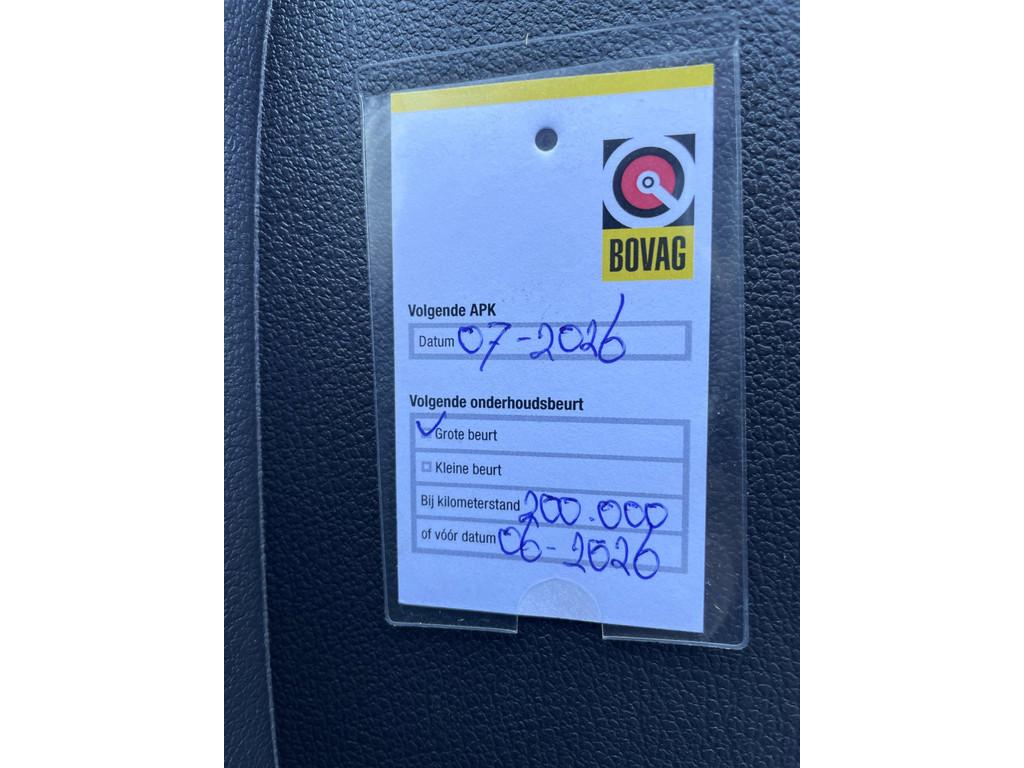 BOVAG
Volgende APK
Datum 07-2026
Volgende onderhoudsbeurt
Grote beurt
Kleine beurt
Bij kilometerstand 200.000
of vóór datum 06-2026